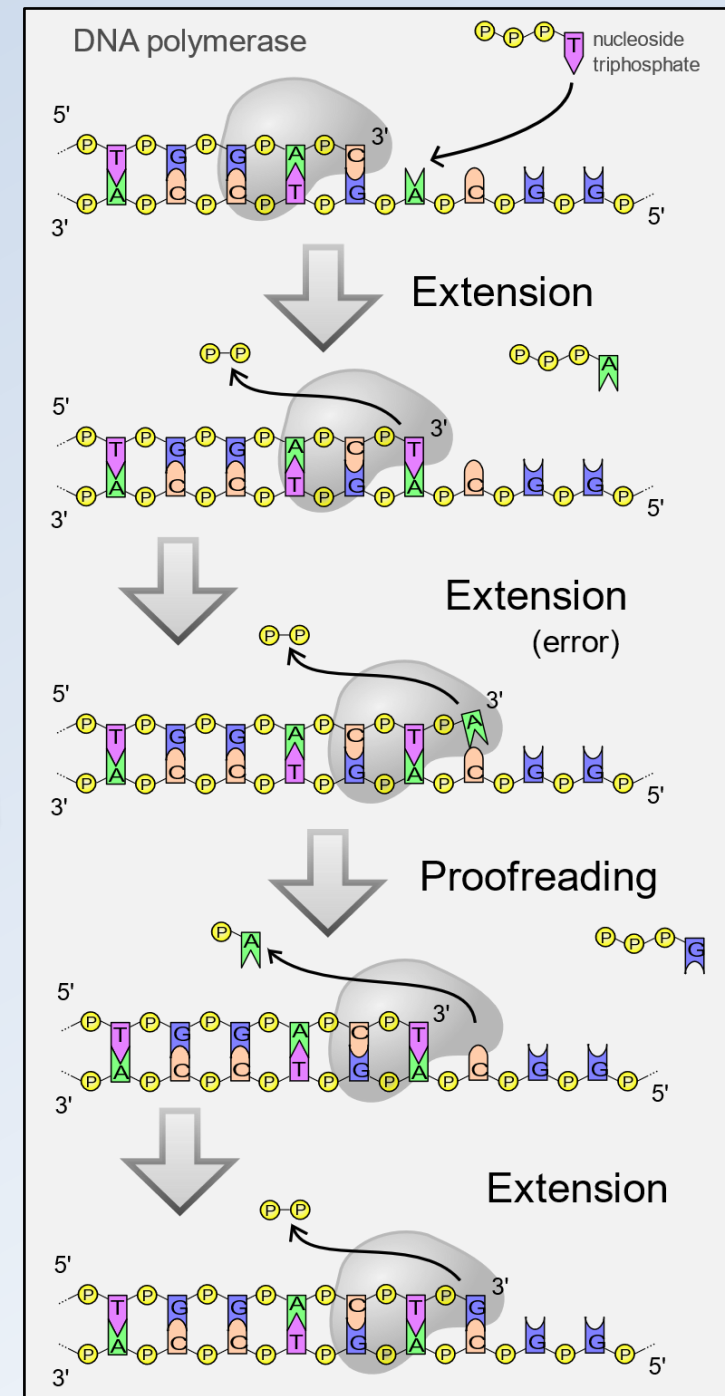 DNA polymerase
P P P T nucleoside
triphosphate
5'
3'
P T P G P G P A P C
P A P C P C P T P G P A P C P G P G P
3'
5'
Extension
P P
P P P A
5'
3'
P T P G P G P A P C P T
P A P C P C P T P G P A P C P G P G P
3'
5'
Extension
(error)
P P
5'
3'
P T P G P G P A P C P T P A
P A P C P C P T P G P A P C P G P G P
3'
5'
Proofreading
P A
P P P G
5'
3'
P T P G P G P A P C P T
P A P C P C P T P G P A P C P G P G P
3'
5'
Extension
P P
5'
3'
P T P G P G P A P C P T P G
P A P C P C P T P G P A P C P G P G P
3'
5'